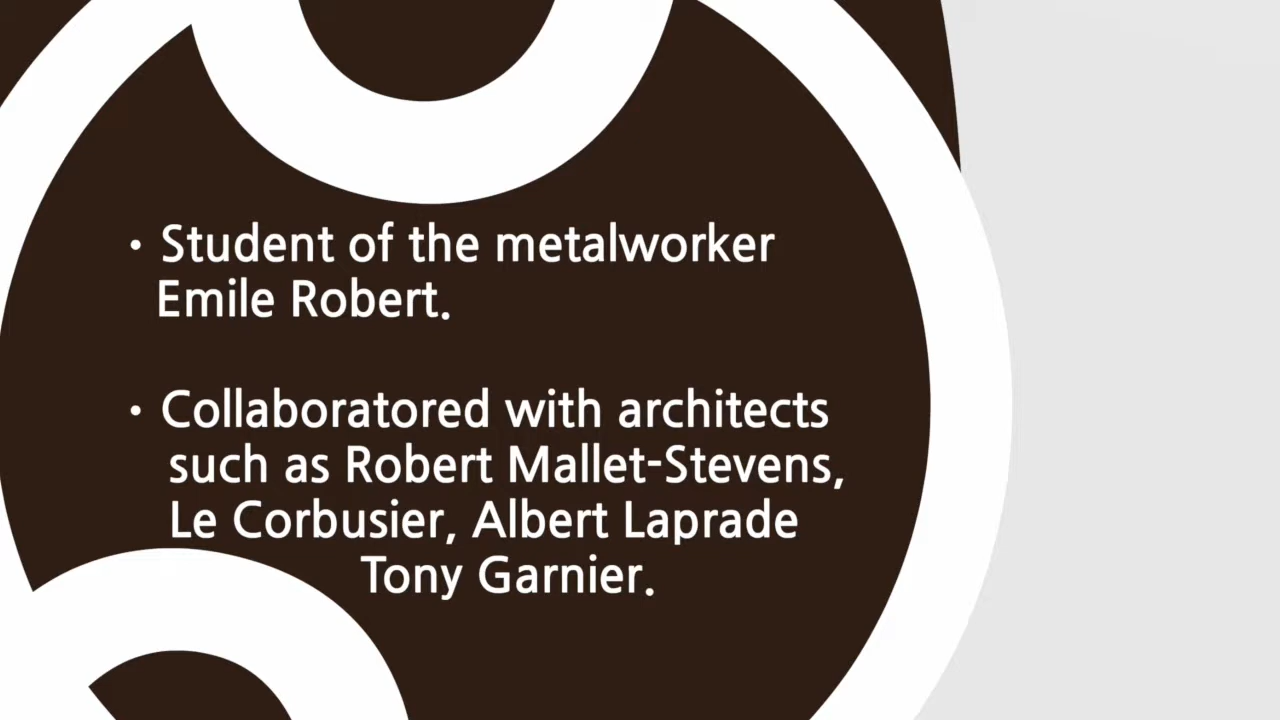 • Student of the metalworker
Emile Robert.
• Collaboratored with architects
such as Robert Mallet-Stevens,
Le Corbusier, Albert Laprade
Tony Garnier.